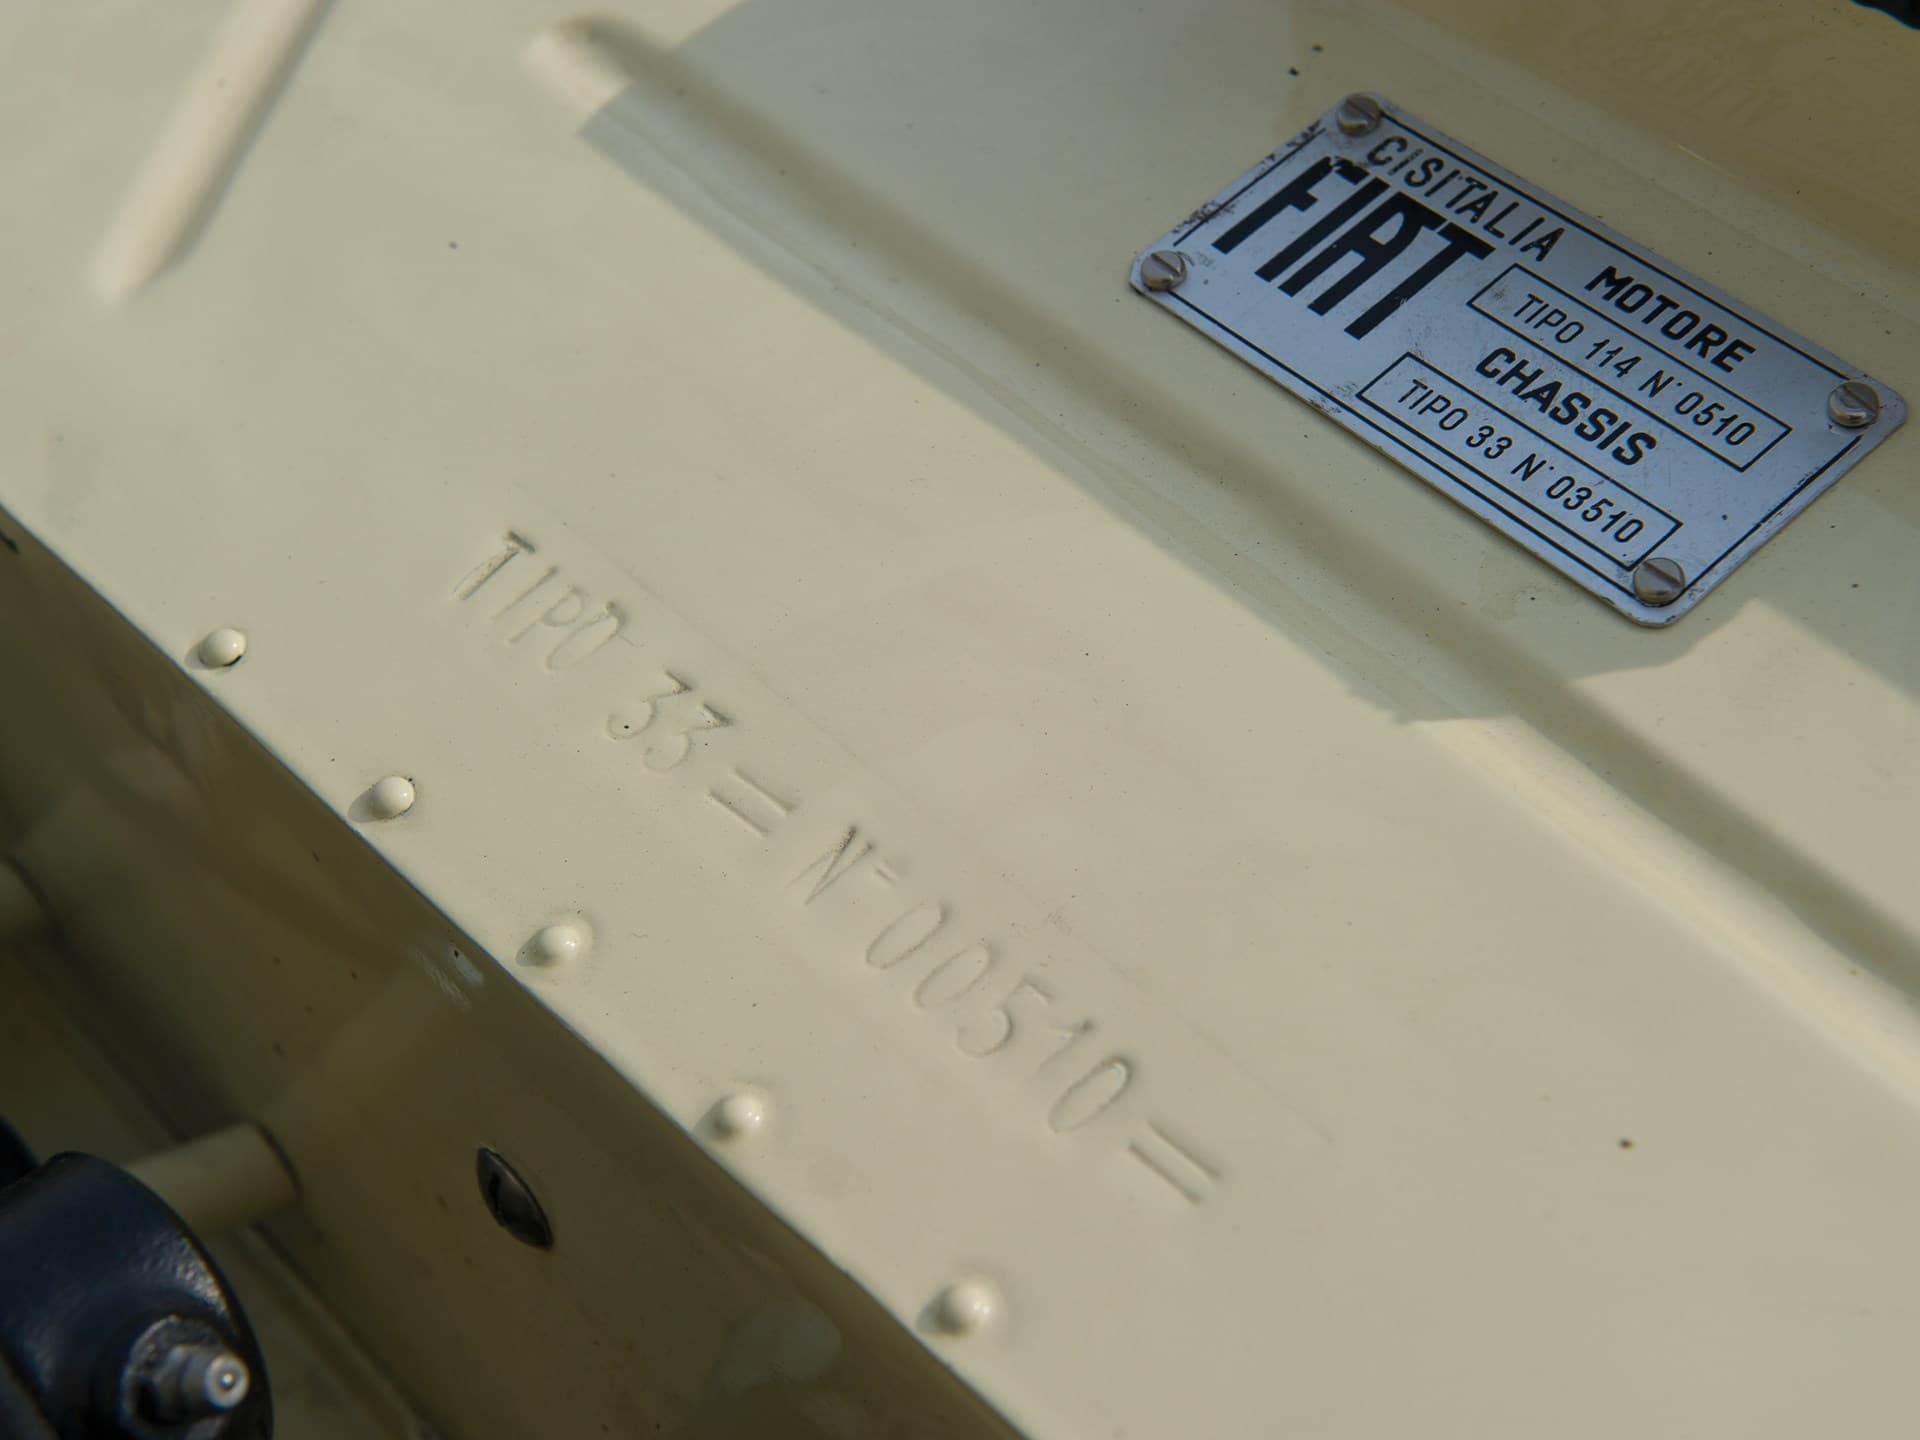 CISITALIA
FIAT
MOTORE
TIPO 114 N· 0510
CHASSIS
TIPO 33 N· 03510
TIPO 33 = N- 00510 =